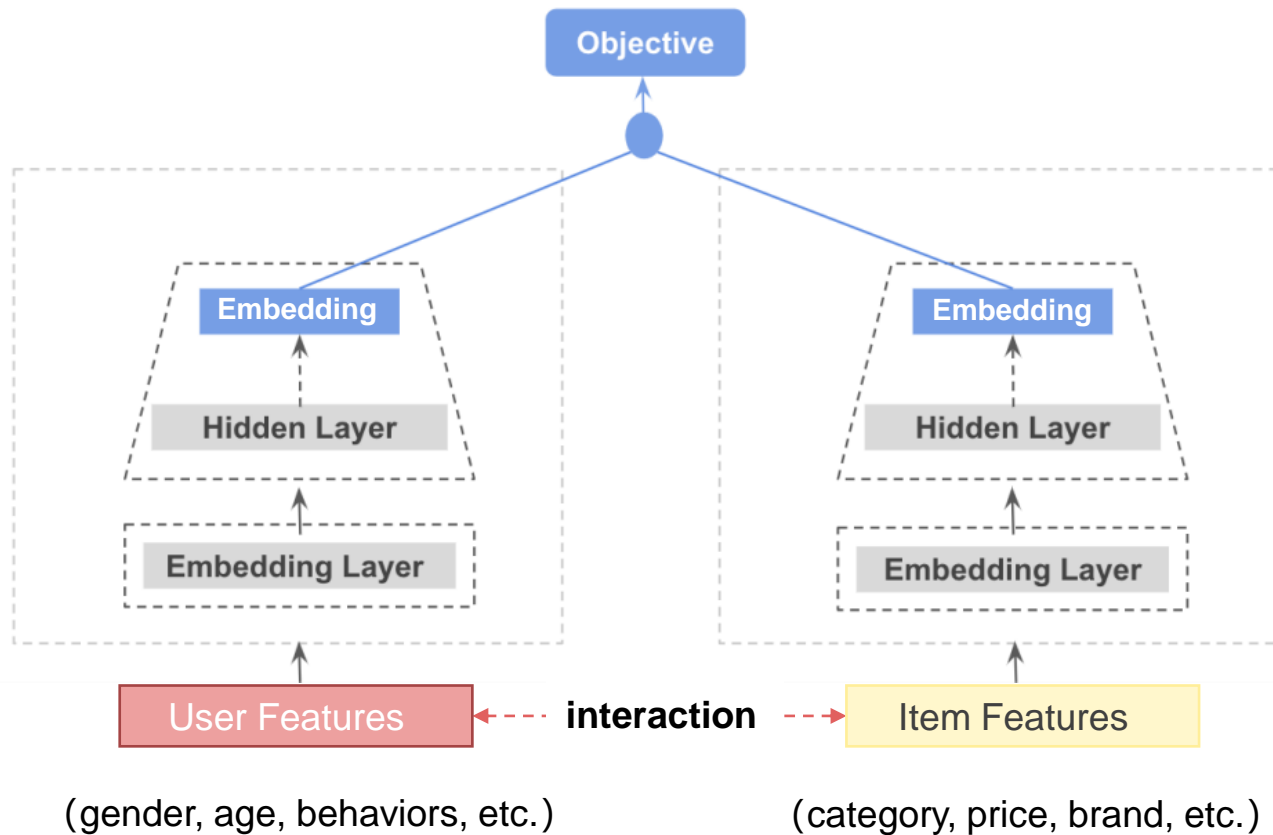 Objective
Embedding
Embedding
Hidden Layer
Hidden Layer
Embedding Layer
Embedding Layer
User Features
interaction
Item Features
(gender, age, behaviors, etc.)
(category, price, brand, etc.)